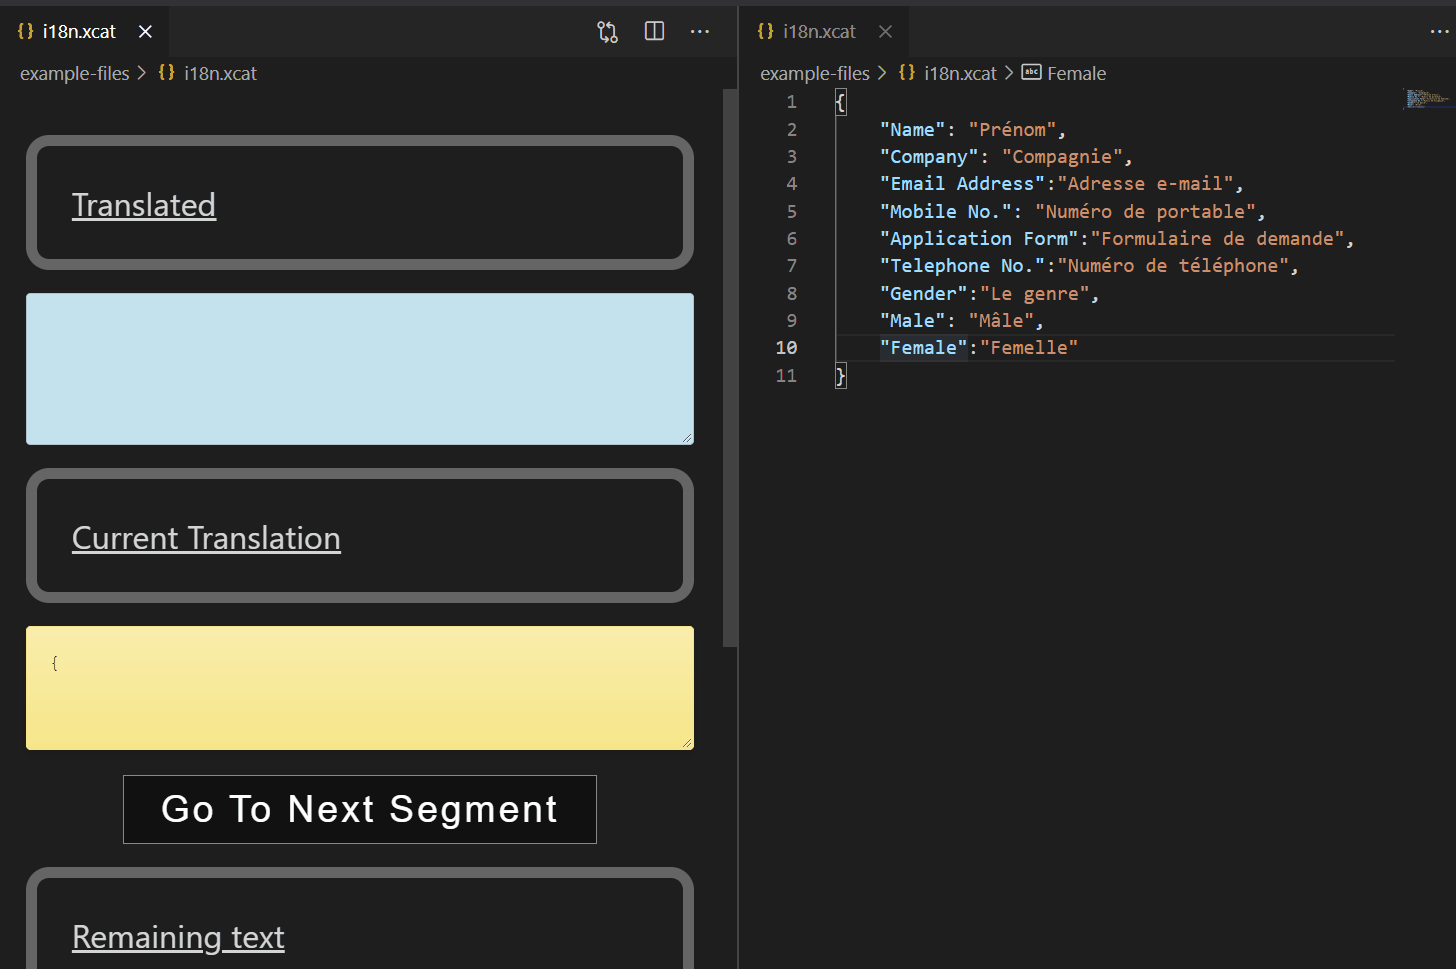 {} i18n.xcat ×
example-files > {} i18n.xcat
Translated
Current Translation
{
Go To Next Segment
Remaining text
{} i18n.xcat ×
example-files > {} i18n.xcat > abc Female
1 {
2 "Name": "Prénom",
3 "Company": "Compagnie",
4 "Email Address":"Adresse e-mail",
5 "Mobile No.": "Numéro de portable",
6 "Application Form":"Formulaire de demande",
7 "Telephone No.":"Numéro de téléphone",
8 "Gender":"Le genre",
9 "Male": "Mâle",
10 "Female":"Femelle"
11 }